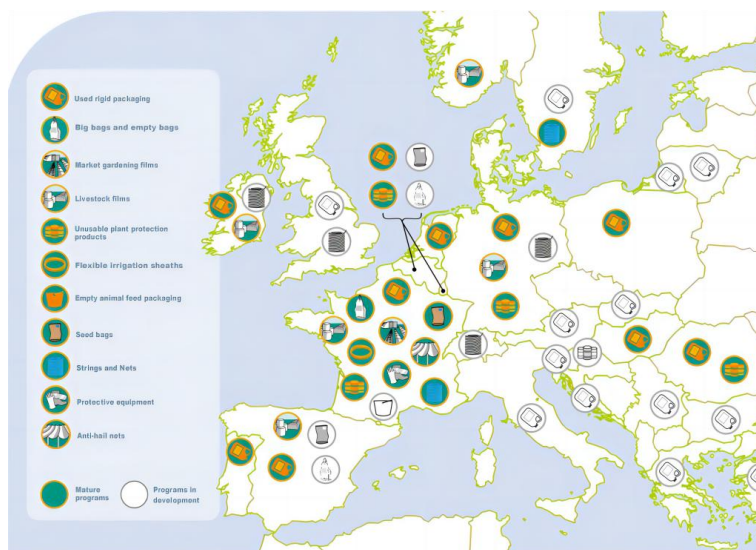 Used rigid packaging
Big bags and empty bags
Market gardening films
Livestock films
Unusable plant protection
products
Flexible irrigation sheaths
Empty animal feed packaging
Seed bags
Strings and Nets
Protective equipment
Anti-hail nets
Mature
programs
Programs in
development